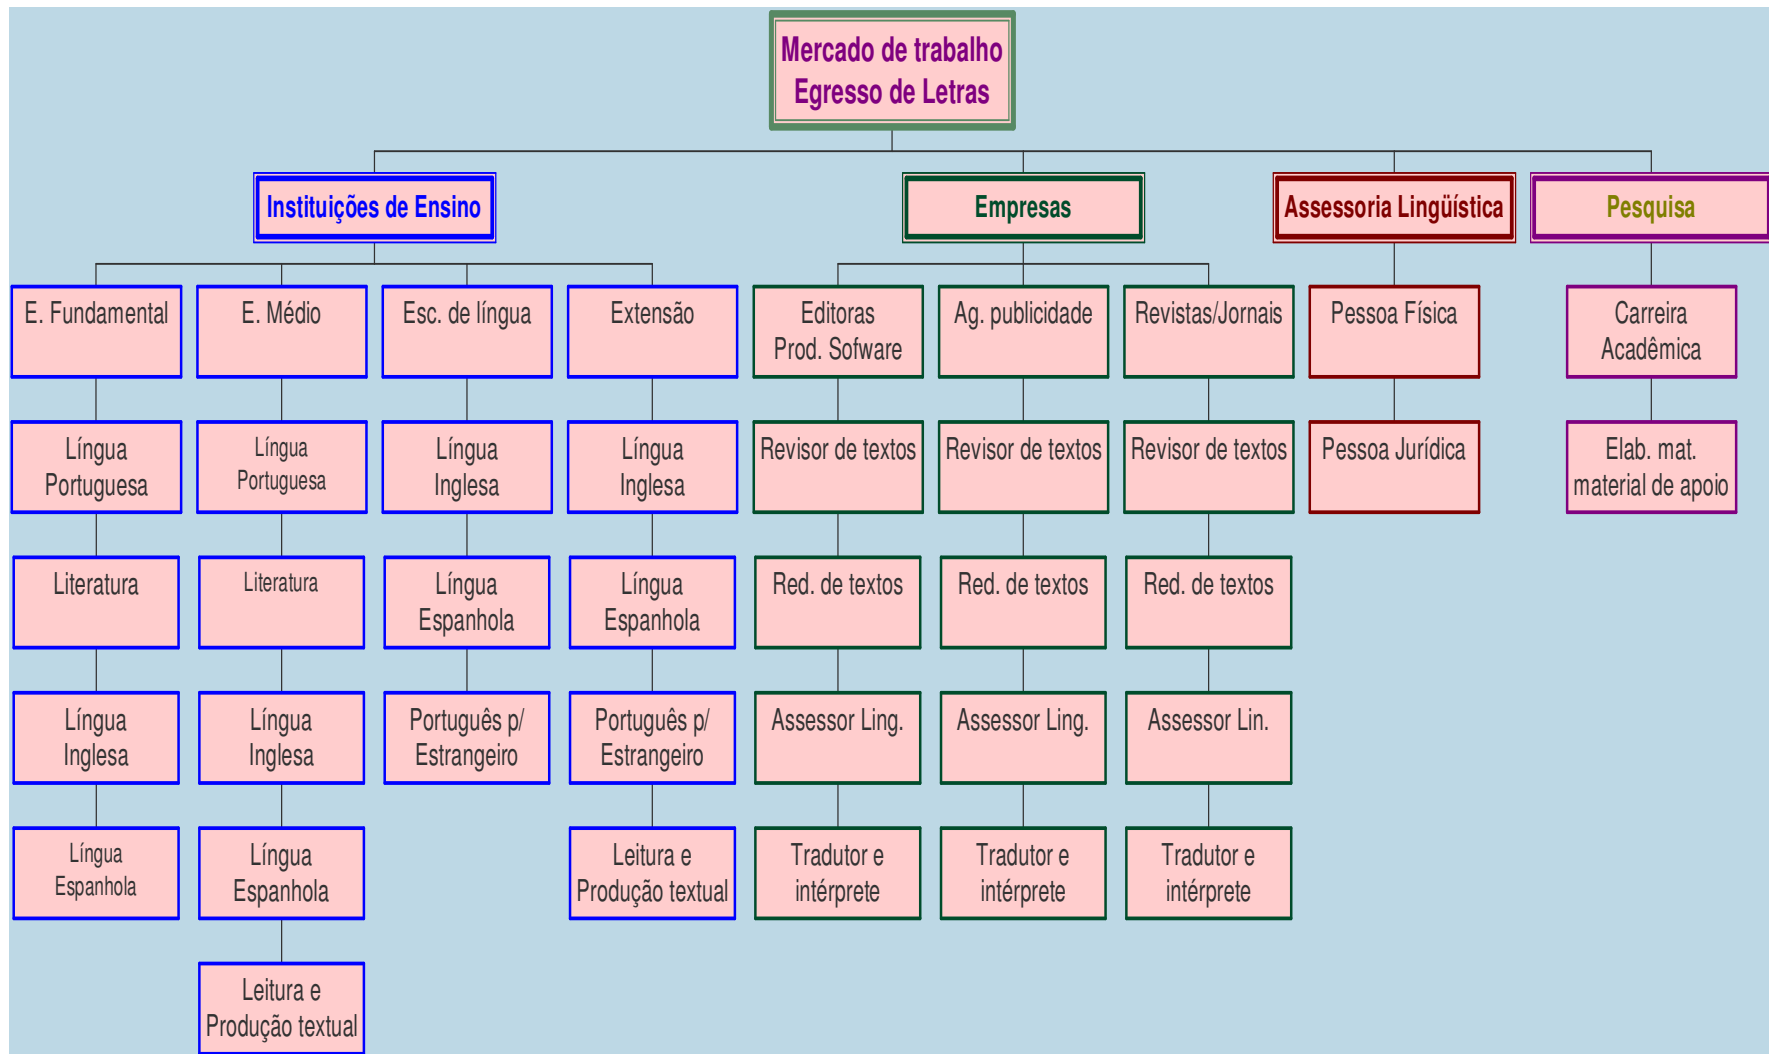 Mercado de trabalho
Egresso de Letras
Instituições de Ensino
Empresas
Assessoria Lingüística
Pesquisa
E. Fundamental
E. Médio
Esc. de língua
Extensão
Editoras
Prod. Sofware
Ag. publicidade
Revistas/Jornais
Pessoa Física
Carreira
Acadêmica
Língua
Portuguesa
Língua
Portuguesa
Língua
Inglesa
Língua
Inglesa
Revisor de textos
Revisor de textos
Revisor de textos
Pessoa Jurídica
Elab. mat.
material de apoio
Literatura
Literatura
Língua
Espanhola
Língua
Espanhola
Red. de textos
Red. de textos
Red. de textos
Língua
Inglesa
Língua
Inglesa
Português p/
Estrangeiro
Português p/
Estrangeiro
Assessor Ling.
Assessor Ling.
Assessor Lin.
Língua
Espanhola
Língua
Espanhola
Leitura e
Produção textual
Tradutor e
intérprete
Tradutor e
intérprete
Tradutor e
intérprete
Leitura e
Produção textual